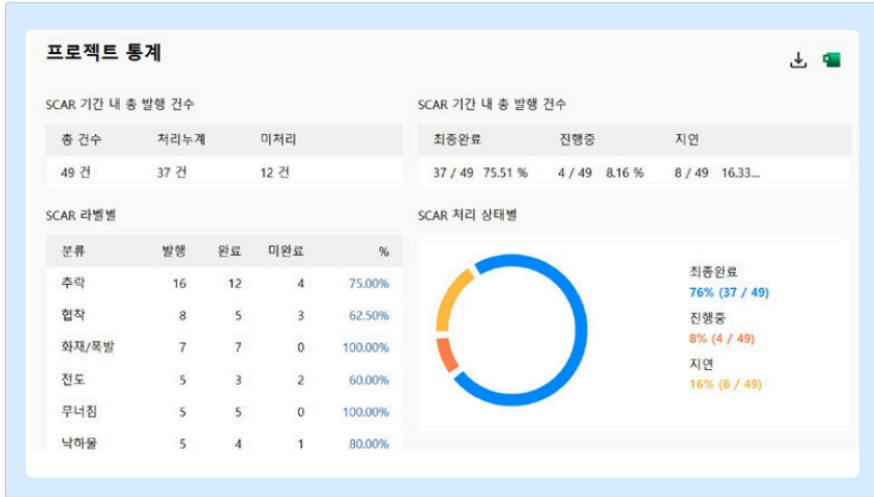 프로젝트 통계
SCAR 기간 내 총 발행 건수
총 건수 처리누계 미처리
49 건 37 건 12 건
SCAR 기간 내 총 발행 건수
최종완료 진행중 지연
37 / 49 75.51 % 4 / 49 8.16 % 8 / 49 16.33...
SCAR 라벨별
분류 발행 완료 미완료 %
추락 16 12 4 75.00%
협착 8 5 3 62.50%
화재/폭발 7 7 0 100.00%
전도 5 3 2 60.00%
무너짐 5 5 0 100.00%
낙하물 5 4 1 80.00%
SCAR 처리 상태별
최종완료
76% (37 / 49)
진행중
8% (4 / 49)
지연
16% (8 / 49)